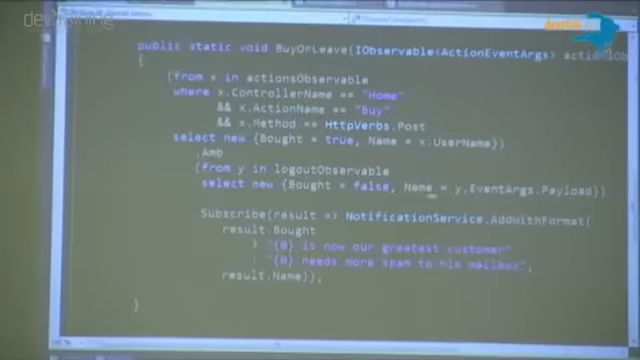 devTraining
public static void BuyOrLeave(IObservable<ActionEventArgs>
{
(from x in actionsObservable
where x.ControllerName == "Home"
&& x.ActionName == "Buy"
&& x.Method == HttpVerbs.Post
select new {Bought = true, Name = x.UserName})
.Amb
(from y in logoutObservable
select new {Bought = false, Name = y.EventArgs.Payload})
.Subscribe(result => NotificationService.AddWithFormat(
result.Bought
? "{0} is now our greatest customer"
: "{0} needs more spam to his mailbox",
result.Name));
}